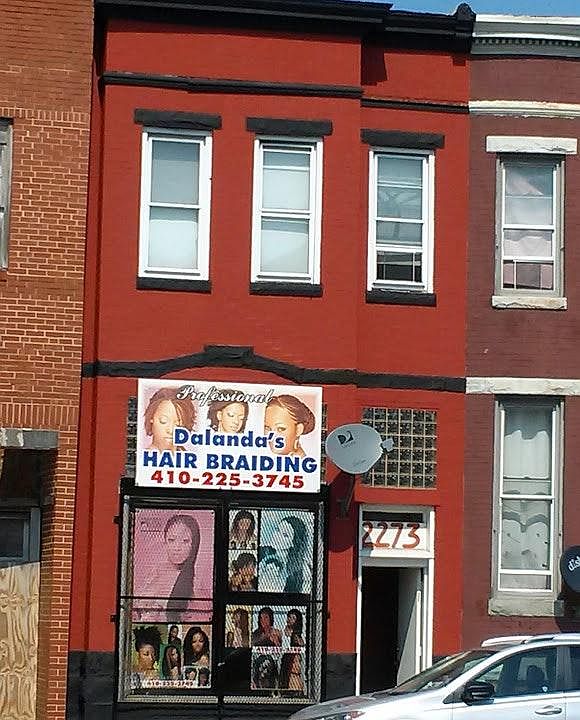 Professional
Dalanda's
HAIR BRAIDING
410-225-3745
2273